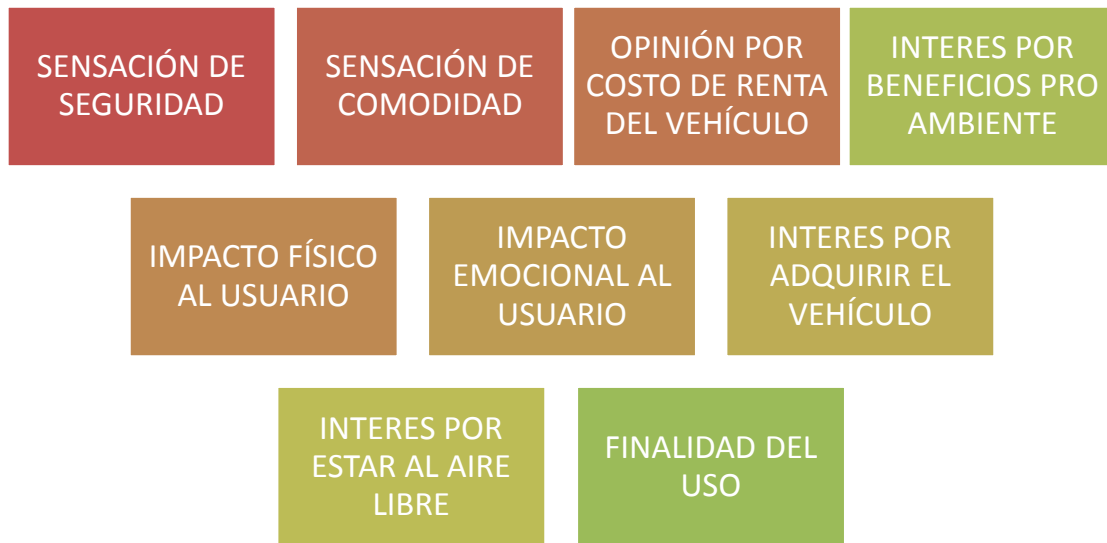 SENSACIÓN DE
SEGURIDAD
SENSACIÓN DE
COMODIDAD
OPINIÓN POR
COSTO DE RENTA
DEL VEHÍCULO
INTERES POR
BENEFICIOS PRO
AMBIENTE
IMPACTO FÍSICO
AL USUARIO
IMPACTO
EMOCIONAL AL
USUARIO
INTERES POR
ADQUIRIR EL
VEHÍCULO
INTERES POR
ESTAR AL AIRE
LIBRE
FINALIDAD DEL
USO